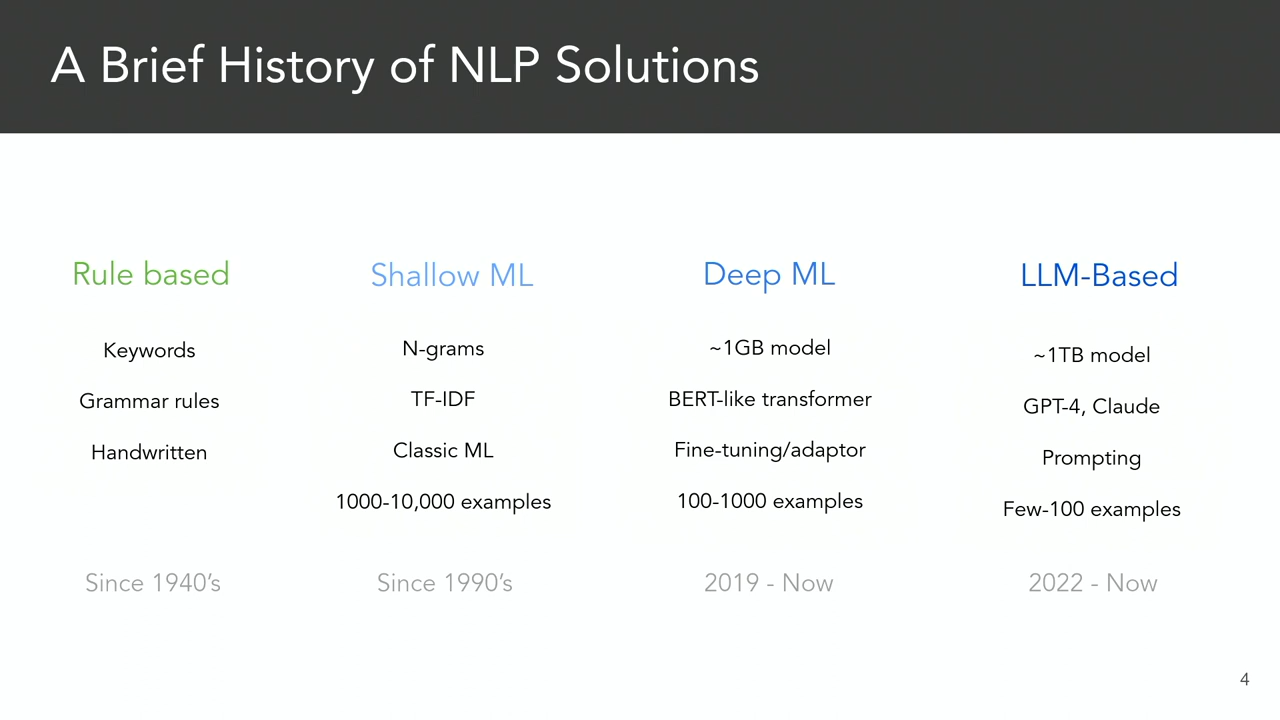 A Brief History of NLP Solutions
Rule based
Keywords
Grammar rules
Handwritten
Since 1940’s
Shallow ML
N-grams
TF-IDF
Classic ML
1000-10,000 examples
Since 1990’s
Deep ML
~1GB model
BERT-like transformer
Fine-tuning/adaptor
100-1000 examples
2019 - Now
LLM-Based
~1TB model
GPT-4, Claude
Prompting
Few-100 examples
2022 - Now
4